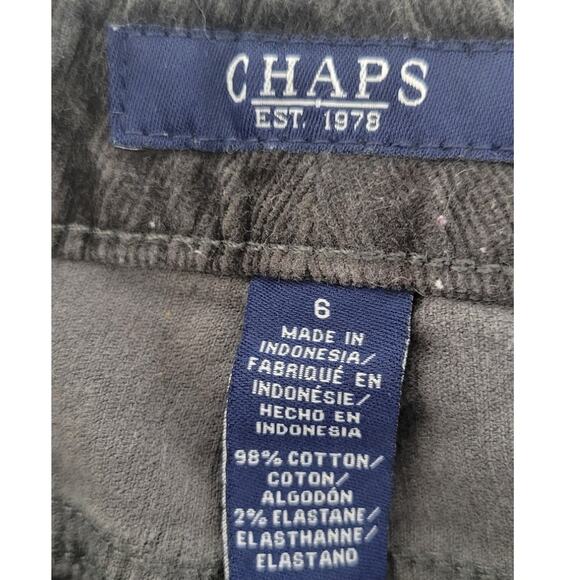 CHAPS
EST. 1978
6
MADE IN
INDONESIA/
FABRIQUÉ EN
INDONÉSIE/
HECHO EN
INDONESIA
98% COTTON/
COTON/
ALGODÓN
2% ELASTANE/
ELASTHANNE/
ELASTANO